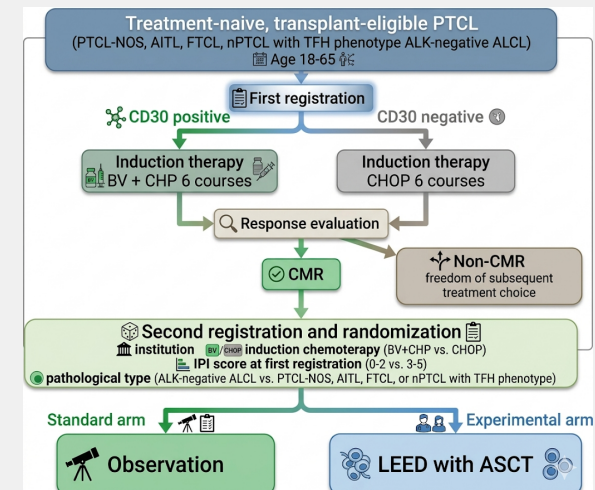 Treatment-naive, transplant-eligible PTCL
(PTCL-NOS, AITL, FTCL, nPTCL with TFH phenotype ALK-negative ALCL)
Age 18-65
First registration
CD30 positive
CD30 negative
Induction therapy
BV + CHP 6 courses
BV
Induction therapy
CHOP 6 courses
Response evaluation
CMR
Non-CMR
freedom of subsequent
treatment choice
Second registration and randomization
institution BV/CHOP induction chemotherapy (BV+CHP vs. CHOP)
IPI score at first registration (0-2 vs. 3-5)
pathological type (ALK-negative ALCL vs. PTCL-NOS, AITL, FTCL, or nPTCL with TFH phenotype)
Standard arm
Experimental arm
Observation
LEED with ASCT